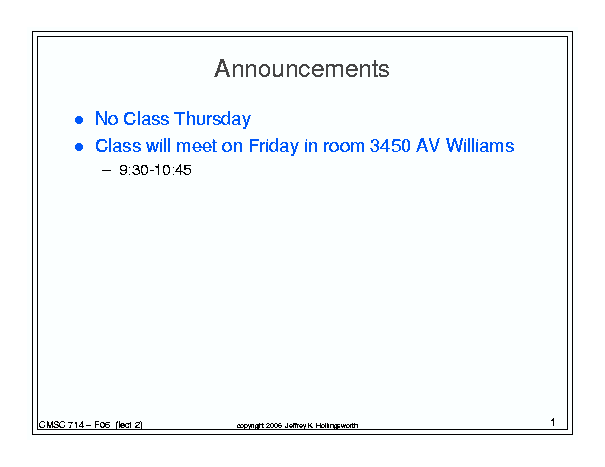 Announcements
● No Class Thursday
● Class will meet on Friday in room 3450 AV Williams
– 9:30-10:45
CMSC 714 – F06 (lect 2)
copyright 2006 Jeffrey K. Hollingsworth
1